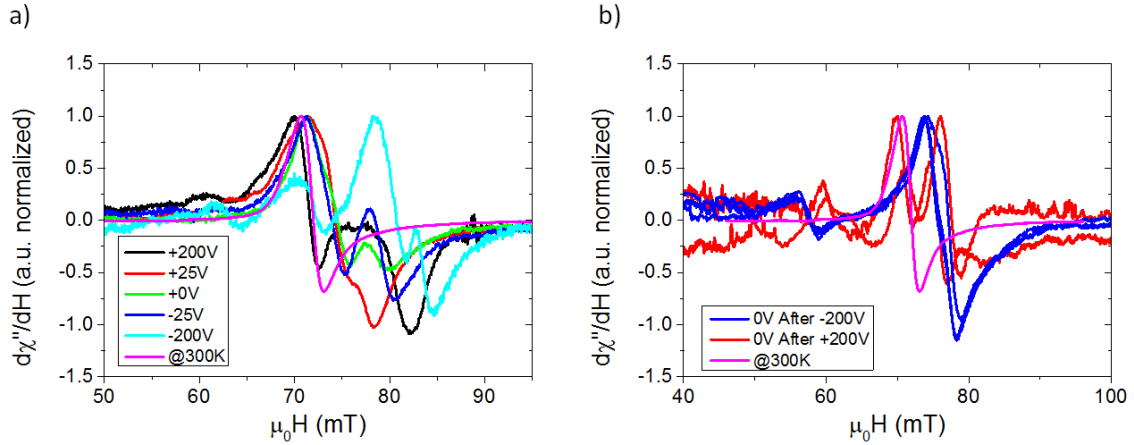 a)
1.5
1.0
0.5
0.0
-0.5
-1.0
-1.5
dχ''/dH (a.u. normalized)
+200V
+25V
+0V
-25V
-200V
@300K
50 60 70 80 90
μ₀H (mT)
b)
1.5
1.0
0.5
0.0
-0.5
-1.0
-1.5
dχ''/dH (a.u. normalized)
0V After -200V
0V After +200V
@300K
40 60 80 100
μ₀H (mT)